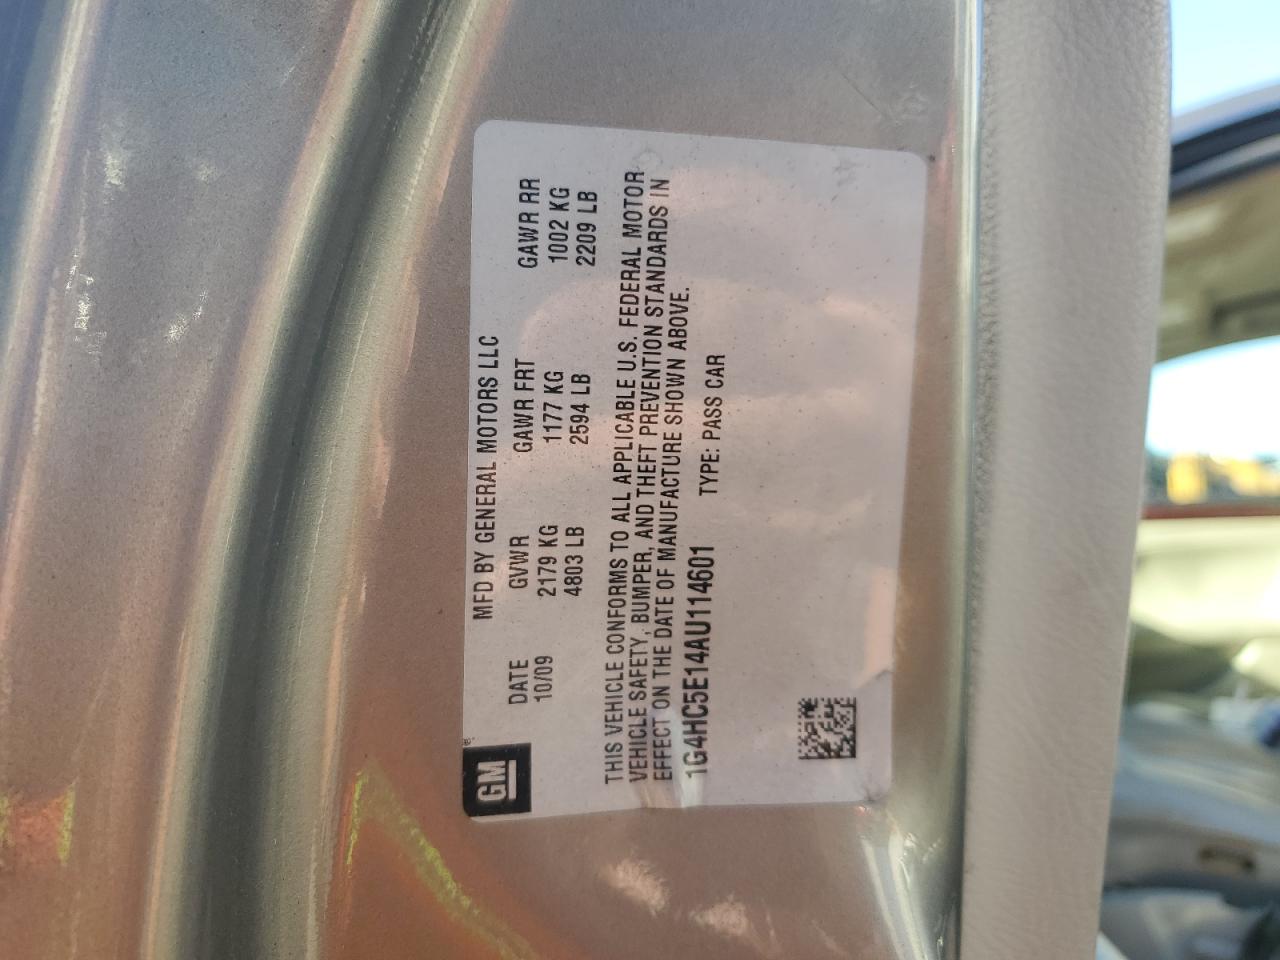 GM
MFD BY GENERAL MOTORS LLC
DATE GVWR GAWR FRT GAWR RR
10/09 2179 KG 1177 KG 1002 KG
4803 LB 2594 LB 2209 LB
THIS VEHICLE CONFORMS TO ALL APPLICABLE U.S. FEDERAL MOTOR
VEHICLE SAFETY, BUMPER, AND THEFT PREVENTION STANDARDS IN
EFFECT ON THE DATE OF MANUFACTURE SHOWN ABOVE.
1G4HC5E14AU114601 TYPE: PASS CAR